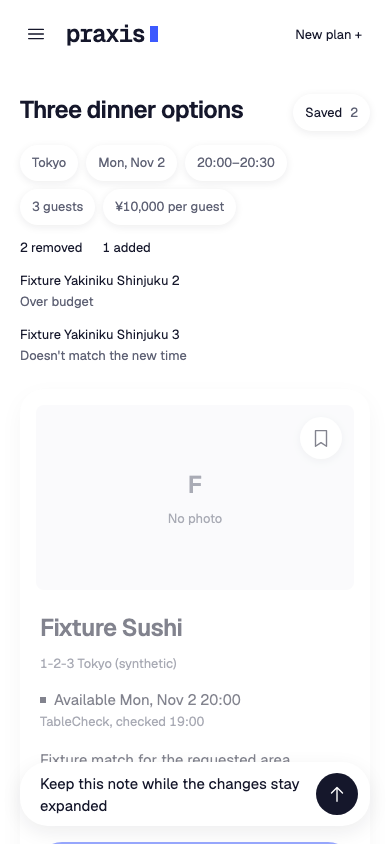 praxis
New plan +
Three dinner options
Saved 2
Tokyo
Mon, Nov 2
20:00–20:30
3 guests
¥10,000 per guest
2 removed
1 added
Fixture Yakiniku Shinjuku 2
Over budget
Fixture Yakiniku Shinjuku 3
Doesn't match the new time
F
No photo
Fixture Sushi
1-2-3 Tokyo (synthetic)
Available Mon, Nov 2 20:00
TableCheck, checked 19:00
Fixture match for the requested area
Keep this note while the changes stay
expanded